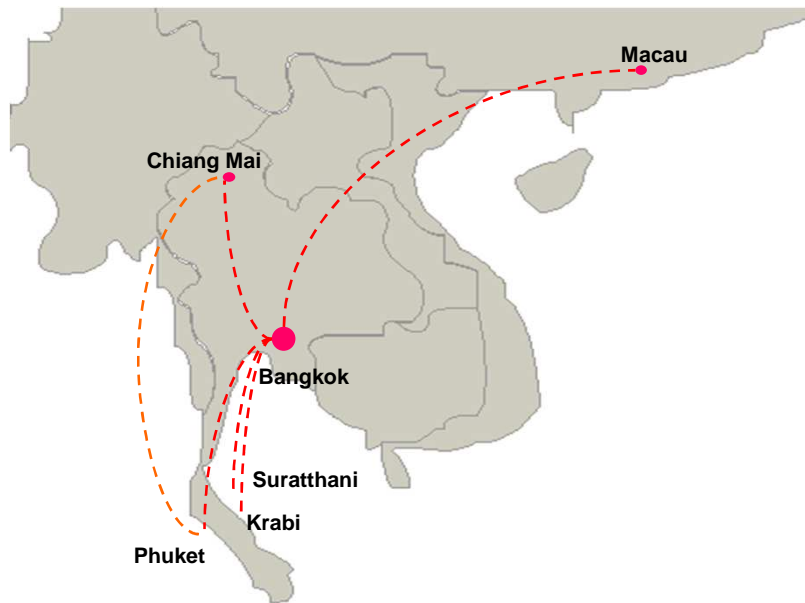 Macau
Chiang Mai
Bangkok
Suratthani
Krabi
Phuket